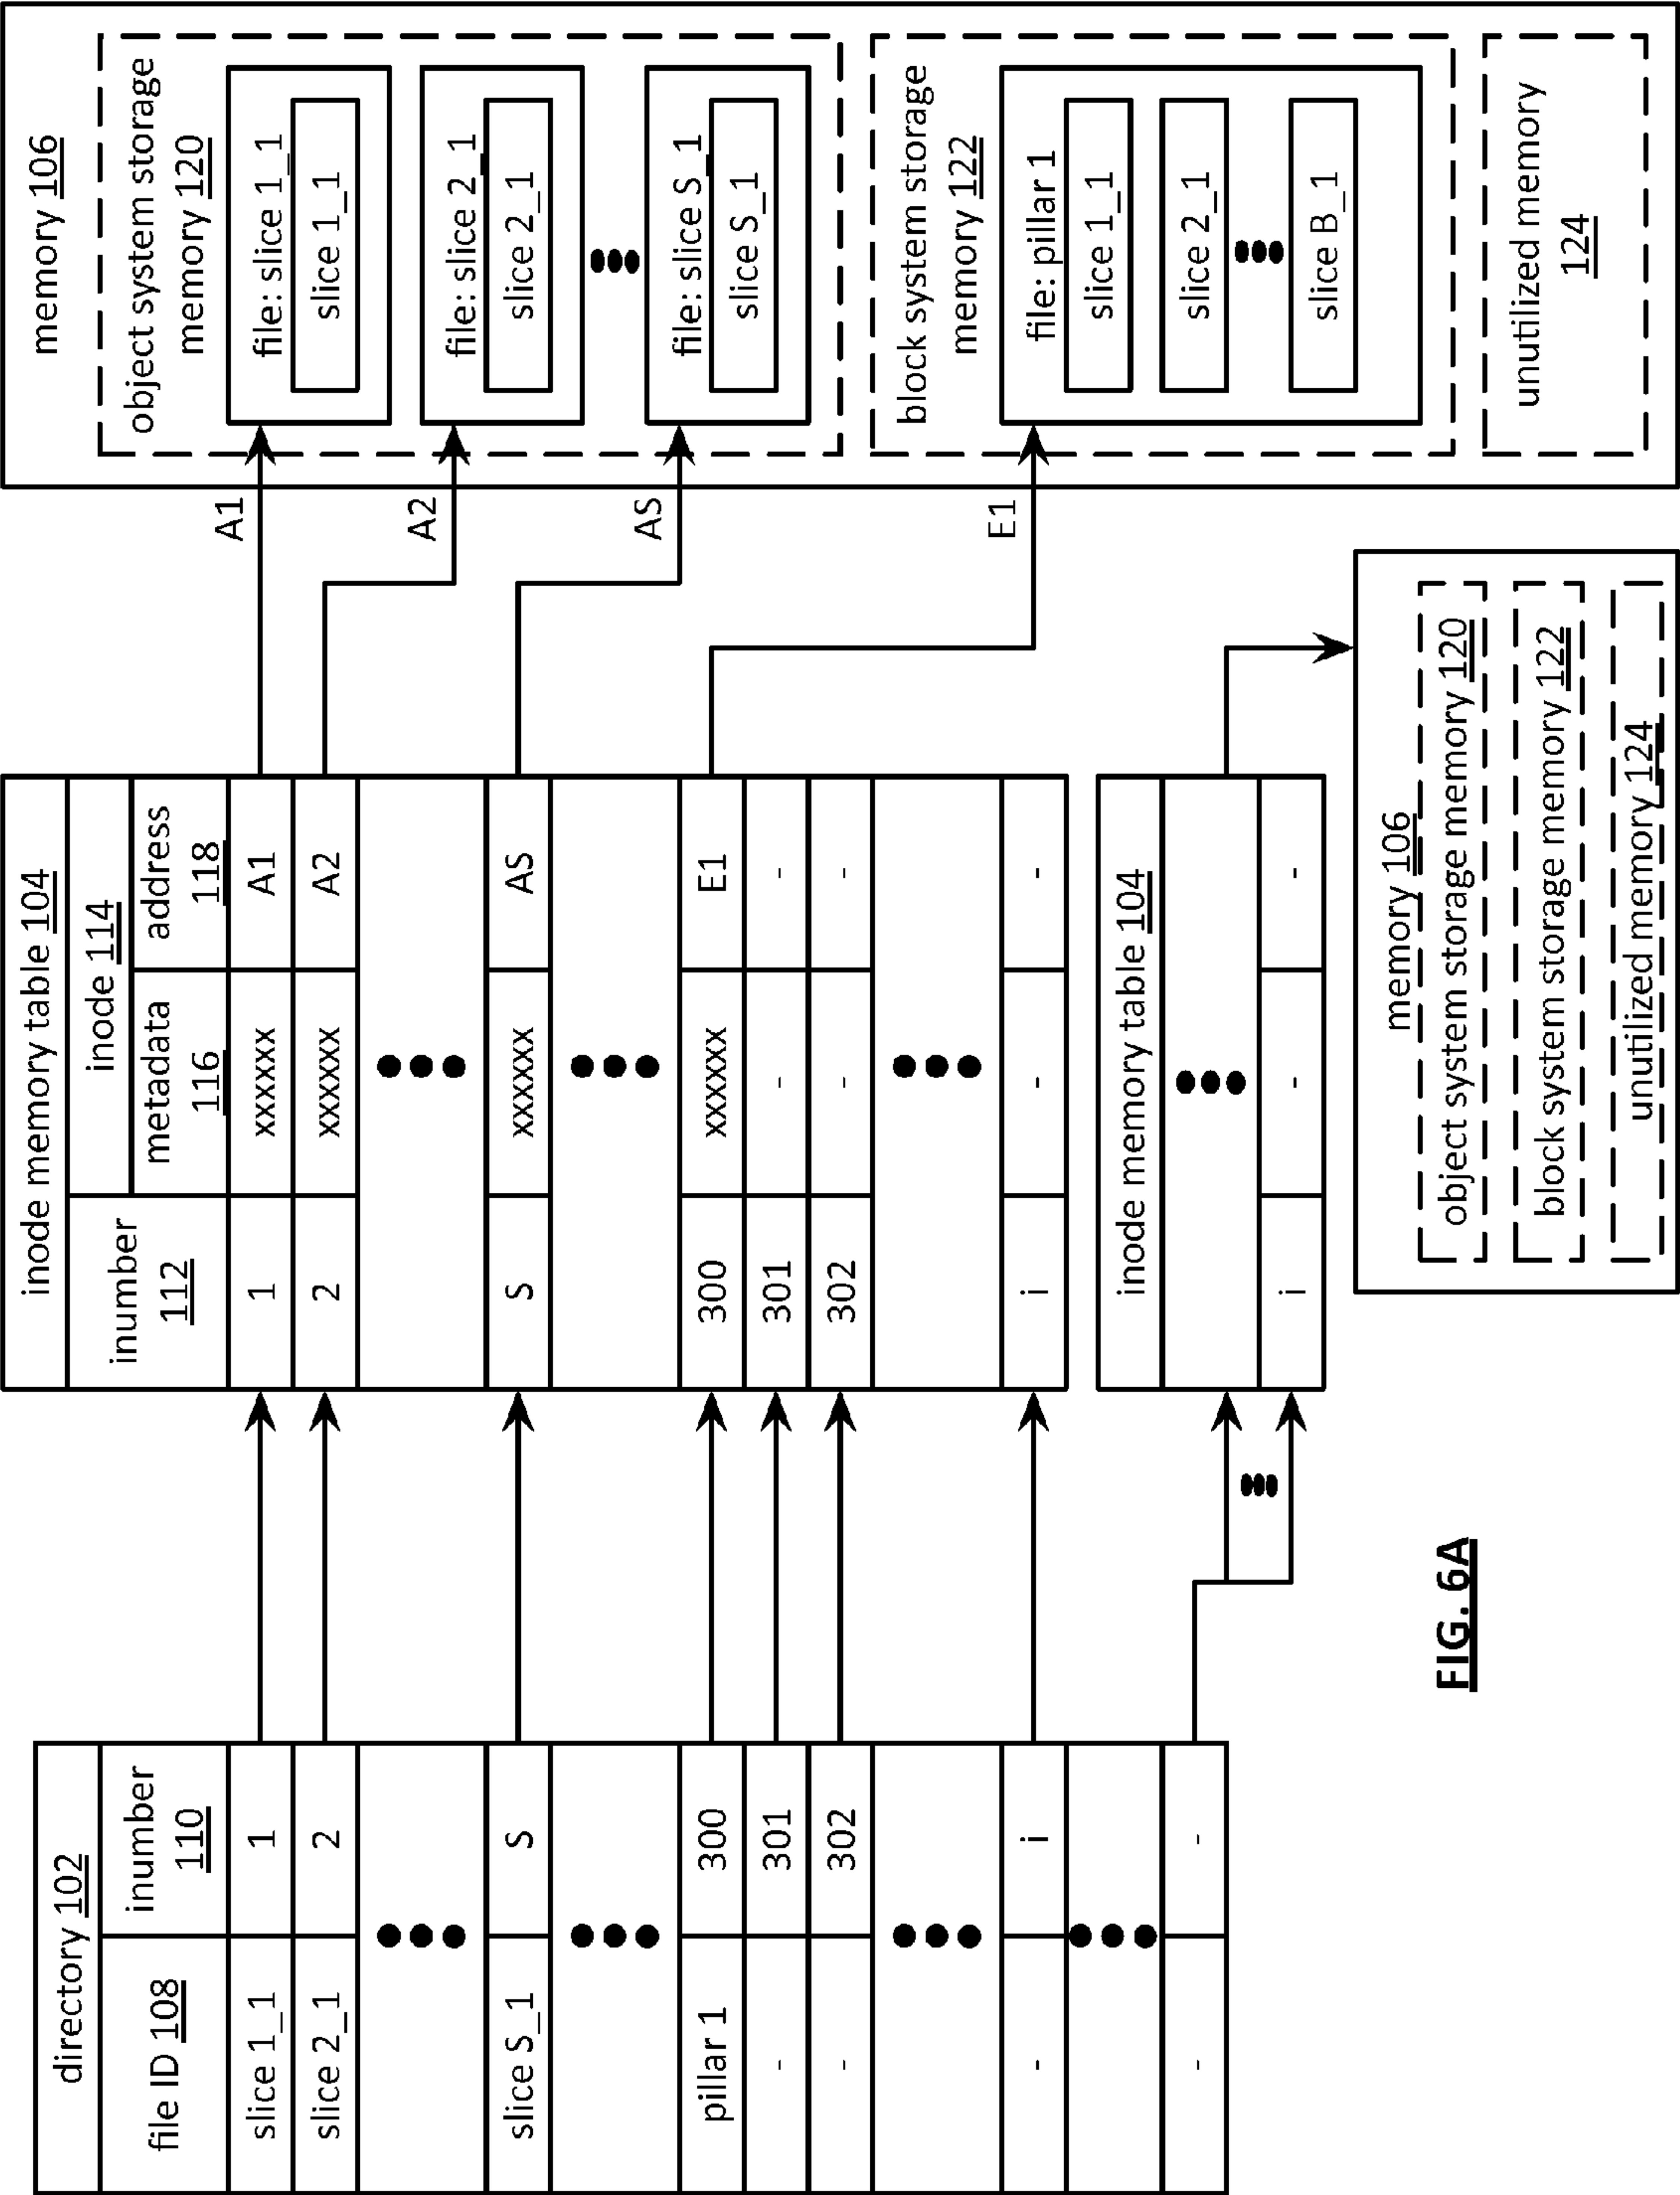 directory 102
file ID 108
inumber
110
slice 1_1
1
slice 2_1
2
slice S_1
S
pillar 1
300
-
301
-
302
-
i
-
-
inode memory table 104
inumber
112
inode 114
metadata
116
address
118
1
xxxxxx
A1
2
xxxxxx
A2
S
xxxxxx
AS
300
xxxxxx
E1
301
-
-
302
-
-
i
-
-
inode memory table 104
i
-
-
A1
A2
AS
E1
memory 106
object system storage
memory 120
file: slice 1_1
slice 1_1
file: slice 2_1
slice 2_1
file: slice S_1
slice S_1
block system storage
memory 122
file: pillar 1
slice 1_1
slice 2_1
slice B_1
unutilized memory
124
memory 106
object system storage memory 120
block system storage memory 122
unutilized memory 124
FIG. 6A